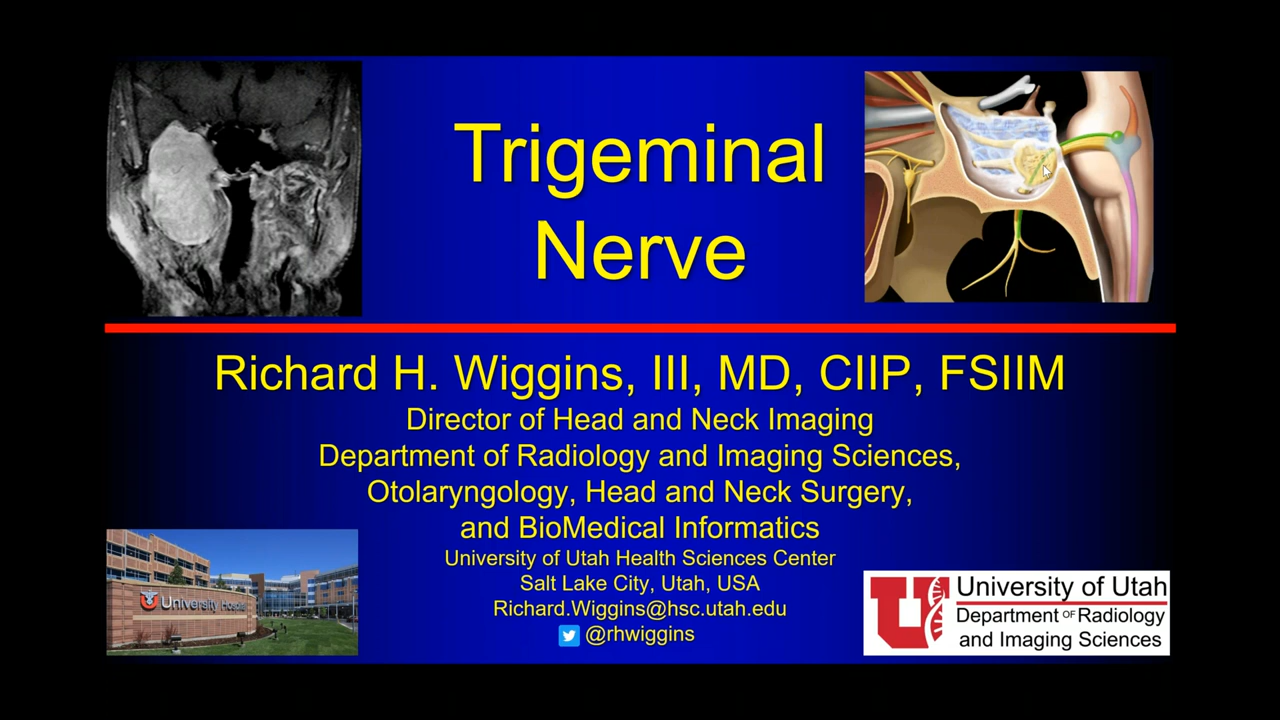 Trigeminal
Nerve
Richard H. Wiggins, III, MD, CIIP, FSIIM
Director of Head and Neck Imaging
Department of Radiology and Imaging Sciences,
Otolaryngology, Head and Neck Surgery,
and BioMedical Informatics
University of Utah Health Sciences Center
Salt Lake City, Utah, USA
Richard.Wiggins@hsc.utah.edu
@rhwiggins
University Hospital
University of Utah
Department OF Radiology
and Imaging Sciences